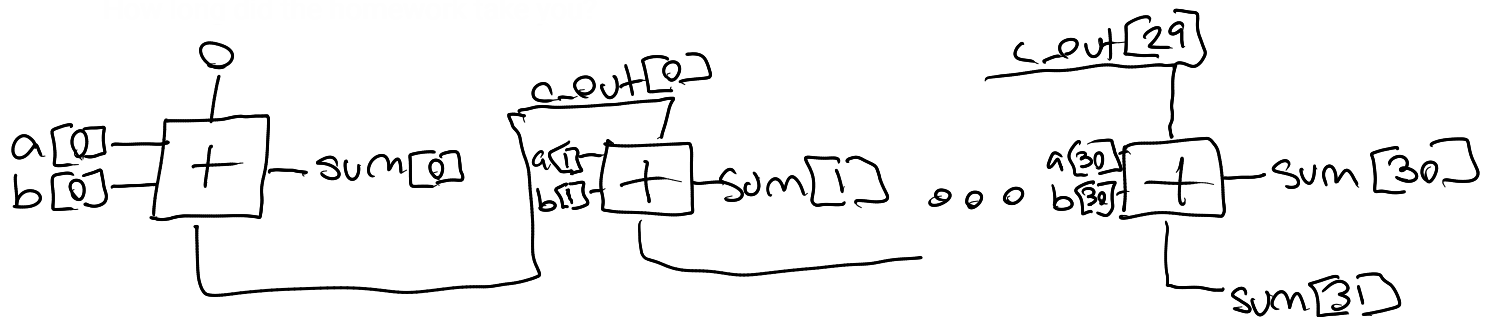 0
a[0]
b[0]
+
sum[0]
c_out[0]
a[1]
b[1]
+
sum[1]
c_out[29]
a[30]
b[30]
+
sum[30]
sum[31]